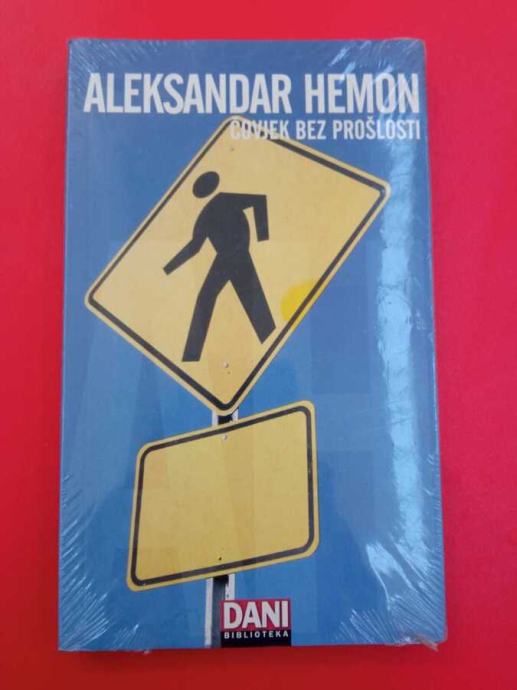 ALEKSANDAR HEMON
ČOVJEK BEZ PROŠLOSTI
DANI
BIBLIOTEKA